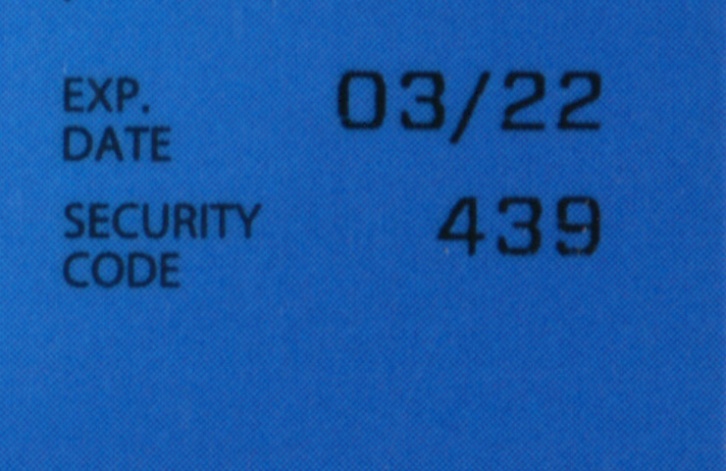 EXP.
DATE 03/22
SECURITY
CODE 439